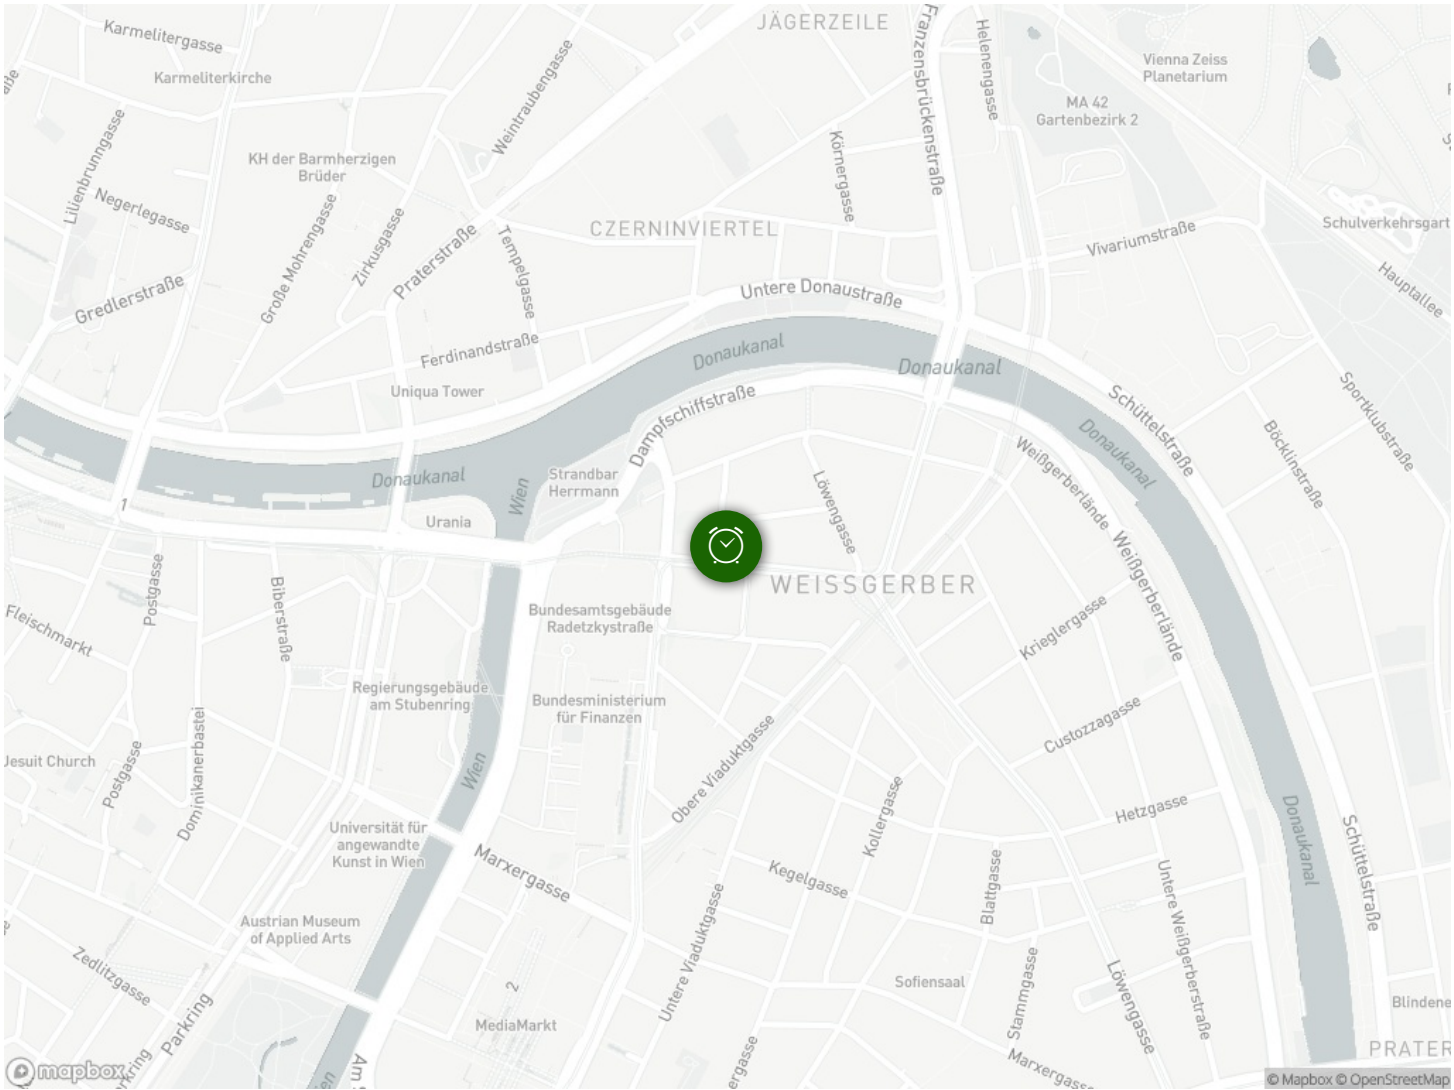 JÄGERZEILE
Karmelitergasse
Franzensbrückenstraße
Helenengasse
Vienna Zeiss
Planetarium
Karmeliterkirche
Weintraubengasse
MA 42
Gartenbezirk 2
Lilienbrunngasse
KH der Barmherzigen
Brüder
Körnergasse
Negerlegasse
Große Mohrengasse
Zirkusgasse
Praterstraße
Tempelgasse
CZERNINVIERTEL
Vivariumstraße
Schulverkehrsgart
Hauptallee
Gredlerstraße
Untere Donaustraße
Ferdinandstraße
Donaukanal
Donaukanal
Uniqua Tower
Dampfschiffstraße
Schüttelstraße
Sportklubstraße
Böcklinstraße
Donaukanal
Donaukanal
Strandbar
Herrmann
Wien
Löwengasse
Weißgerberlände
Weißgerberlände
1
Urania
WEISSGERBER
Postgasse
Biberstraße
Fleischmarkt
Bundesamtsgebäude
Radetzkystraße
Krieglergasse
Regierungsgebäude
am Stubenring
Bundesministerium
für Finanzen
Custozzagasse
Dominikanerbastei
Jesuit Church
Postgasse
Wien
Obere Viaduktgasse
Kollergasse
Hetzgasse
Donaukanal
Schüttelstraße
Universität für
angewandte
Kunst in Wien
Marxergasse
Kegelgasse
Blattgasse
Untere Weißgerberstraße
Austrian Museum
of Applied Arts
Zedlitzgasse
Untere Viaduktgasse
Sofiensaal
Stammgasse
Löwengasse
2
Parkring
MediaMarkt
Blindene
PRATER
Marxergasse
mapbox
© Mapbox © OpenStreetMap